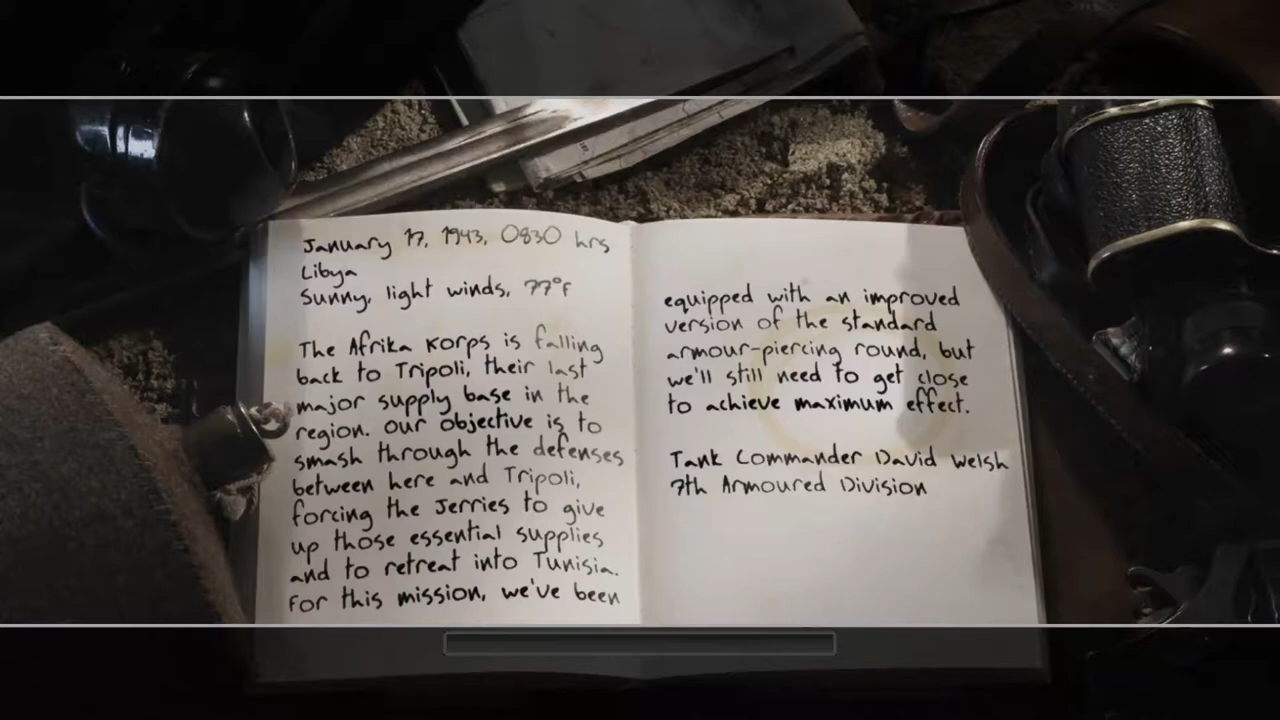 January 17, 1943, 0830 hrs
Libya
Sunny, light winds, 77°F
The Afrika Korps is falling
back to Tripoli, their last
major supply base in the
region. Our objective is to
smash through the defenses
between here and Tripoli,
forcing the Jerries to give
up those essential supplies
and to retreat into Tunisia.
For this mission, we've been
equipped with an improved
version of the standard
armour-piercing round, but
we'll still need to get close
to achieve maximum effect.
Tank Commander David Welsh
7th Armoured Division